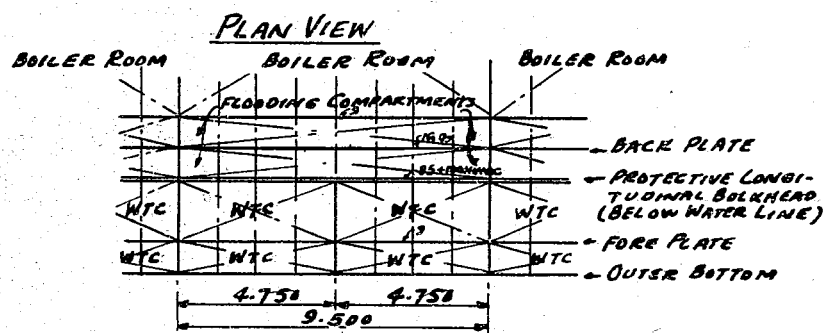 PLAN VIEW
BOILER ROOM BOILER ROOM BOILER ROOM
FLOODING COMPARTMENTS
BACK PLATE
PROTECTIVE LONGI-
TUDINAL BULKHEAD
(BELOW WATER LINE)
WTC WTC WTC WTC
FORE PLATE
WTC WTC WTC WTC
OUTER BOTTOM
4.750 4.750
9.500